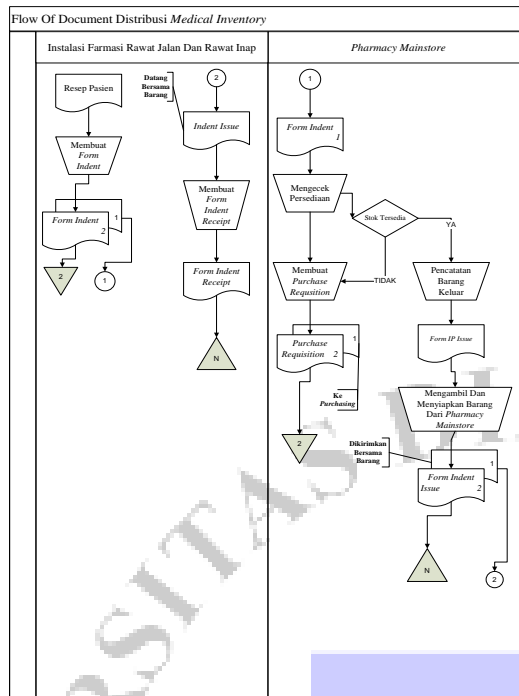 Flow Of Document Distribusi Medical Inventory
Instalasi Farmasi Rawat Jalan Dan Rawat Inap
Pharmacy Mainstore
Resep Pasien
Membuat
Form
Indent
Form Indent
1
2
2
1
Datang
Bersama
Barang
2
Indent Issue
Membuat
Form
Indent
Receipt
Form Indent
Receipt
N
1
Form Indent
1
Mengecek
Persediaan
Stok Tersedia
YA
TIDAK
Membuat
Purchase
Requsition
Purchase
Requisition
1
2
Ke
Purchasing
2
Pencatatan
Barang
Keluar
Form IP Issue
Mengambil Dan
Menyiapkan Barang
Dari Pharmacy
Mainstore
Dikirimkan
Bersama
Barang
Form Indent
Issue
1
2
N
2